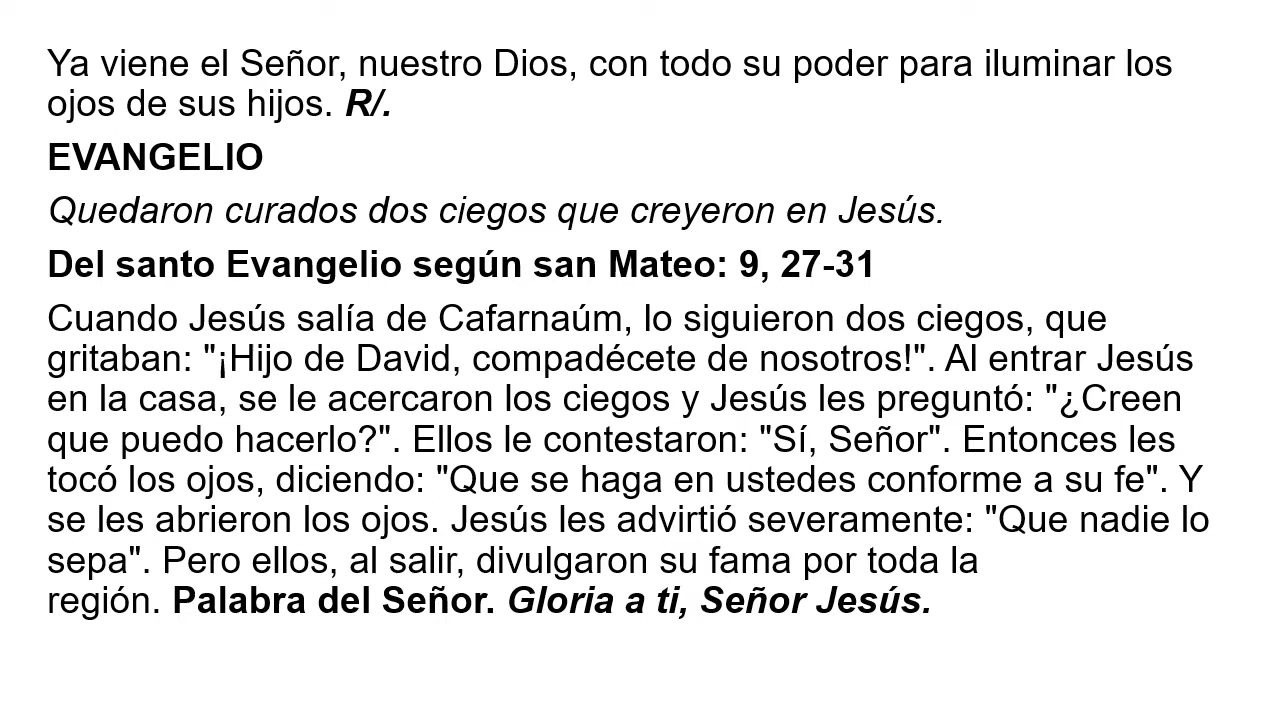 Ya viene el Señor, nuestro Dios, con todo su poder para iluminar los
ojos de sus hijos. R/.
EVANGELIO
Quedaron curados dos ciegos que creyeron en Jesús.
Del santo Evangelio según san Mateo: 9, 27-31
Cuando Jesús salía de Cafarnaúm, lo siguieron dos ciegos, que
gritaban: "¡Hijo de David, compadécete de nosotros!". Al entrar Jesús
en la casa, se le acercaron los ciegos y Jesús les preguntó: "¿Creen
que puedo hacerlo?". Ellos le contestaron: "Sí, Señor". Entonces les
tocó los ojos, diciendo: "Que se haga en ustedes conforme a su fe". Y
se les abrieron los ojos. Jesús les advirtió severamente: "Que nadie lo
sepa". Pero ellos, al salir, divulgaron su fama por toda la
región. Palabra del Señor. Gloria a ti, Señor Jesús.